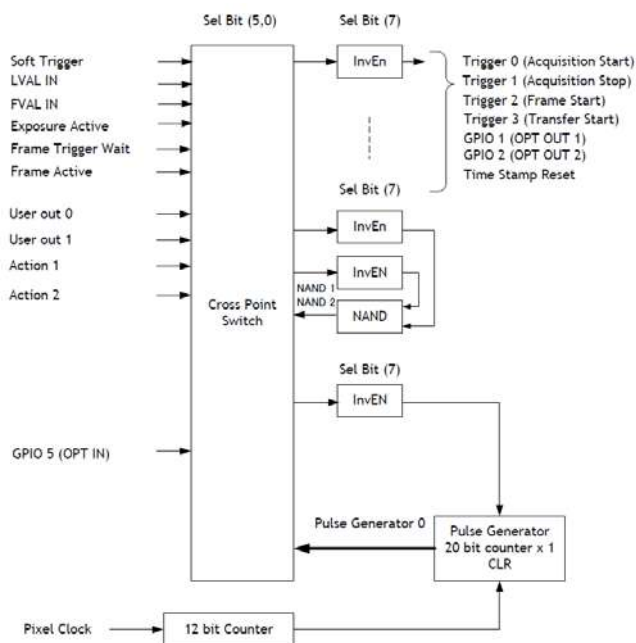 Sel Bit (5,0)
Sel Bit (7)
Soft Trigger
LVAL IN
FVAL IN
Exposure Active
Frame Trigger Wait
Frame Active
User out 0
User out 1
Action 1
Action 2
GPIO 5 (OPT IN)
Cross Point
Switch
InvEn
Trigger 0 (Acquisition Start)
Trigger 1 (Acquisition Stop)
Trigger 2 (Frame Start)
Trigger 3 (Transfer Start)
GPIO 1 (OPT OUT 1)
GPIO 2 (OPT OUT 2)
Time Stamp Reset
Sel Bit (7)
InvEn
InvEN
NAND 1
NAND 2
NAND
Sel Bit (7)
InvEN
Pulse Generator 0
Pulse Generator
20 bit counter x 1
CLR
Pixel Clock
12 bit Counter